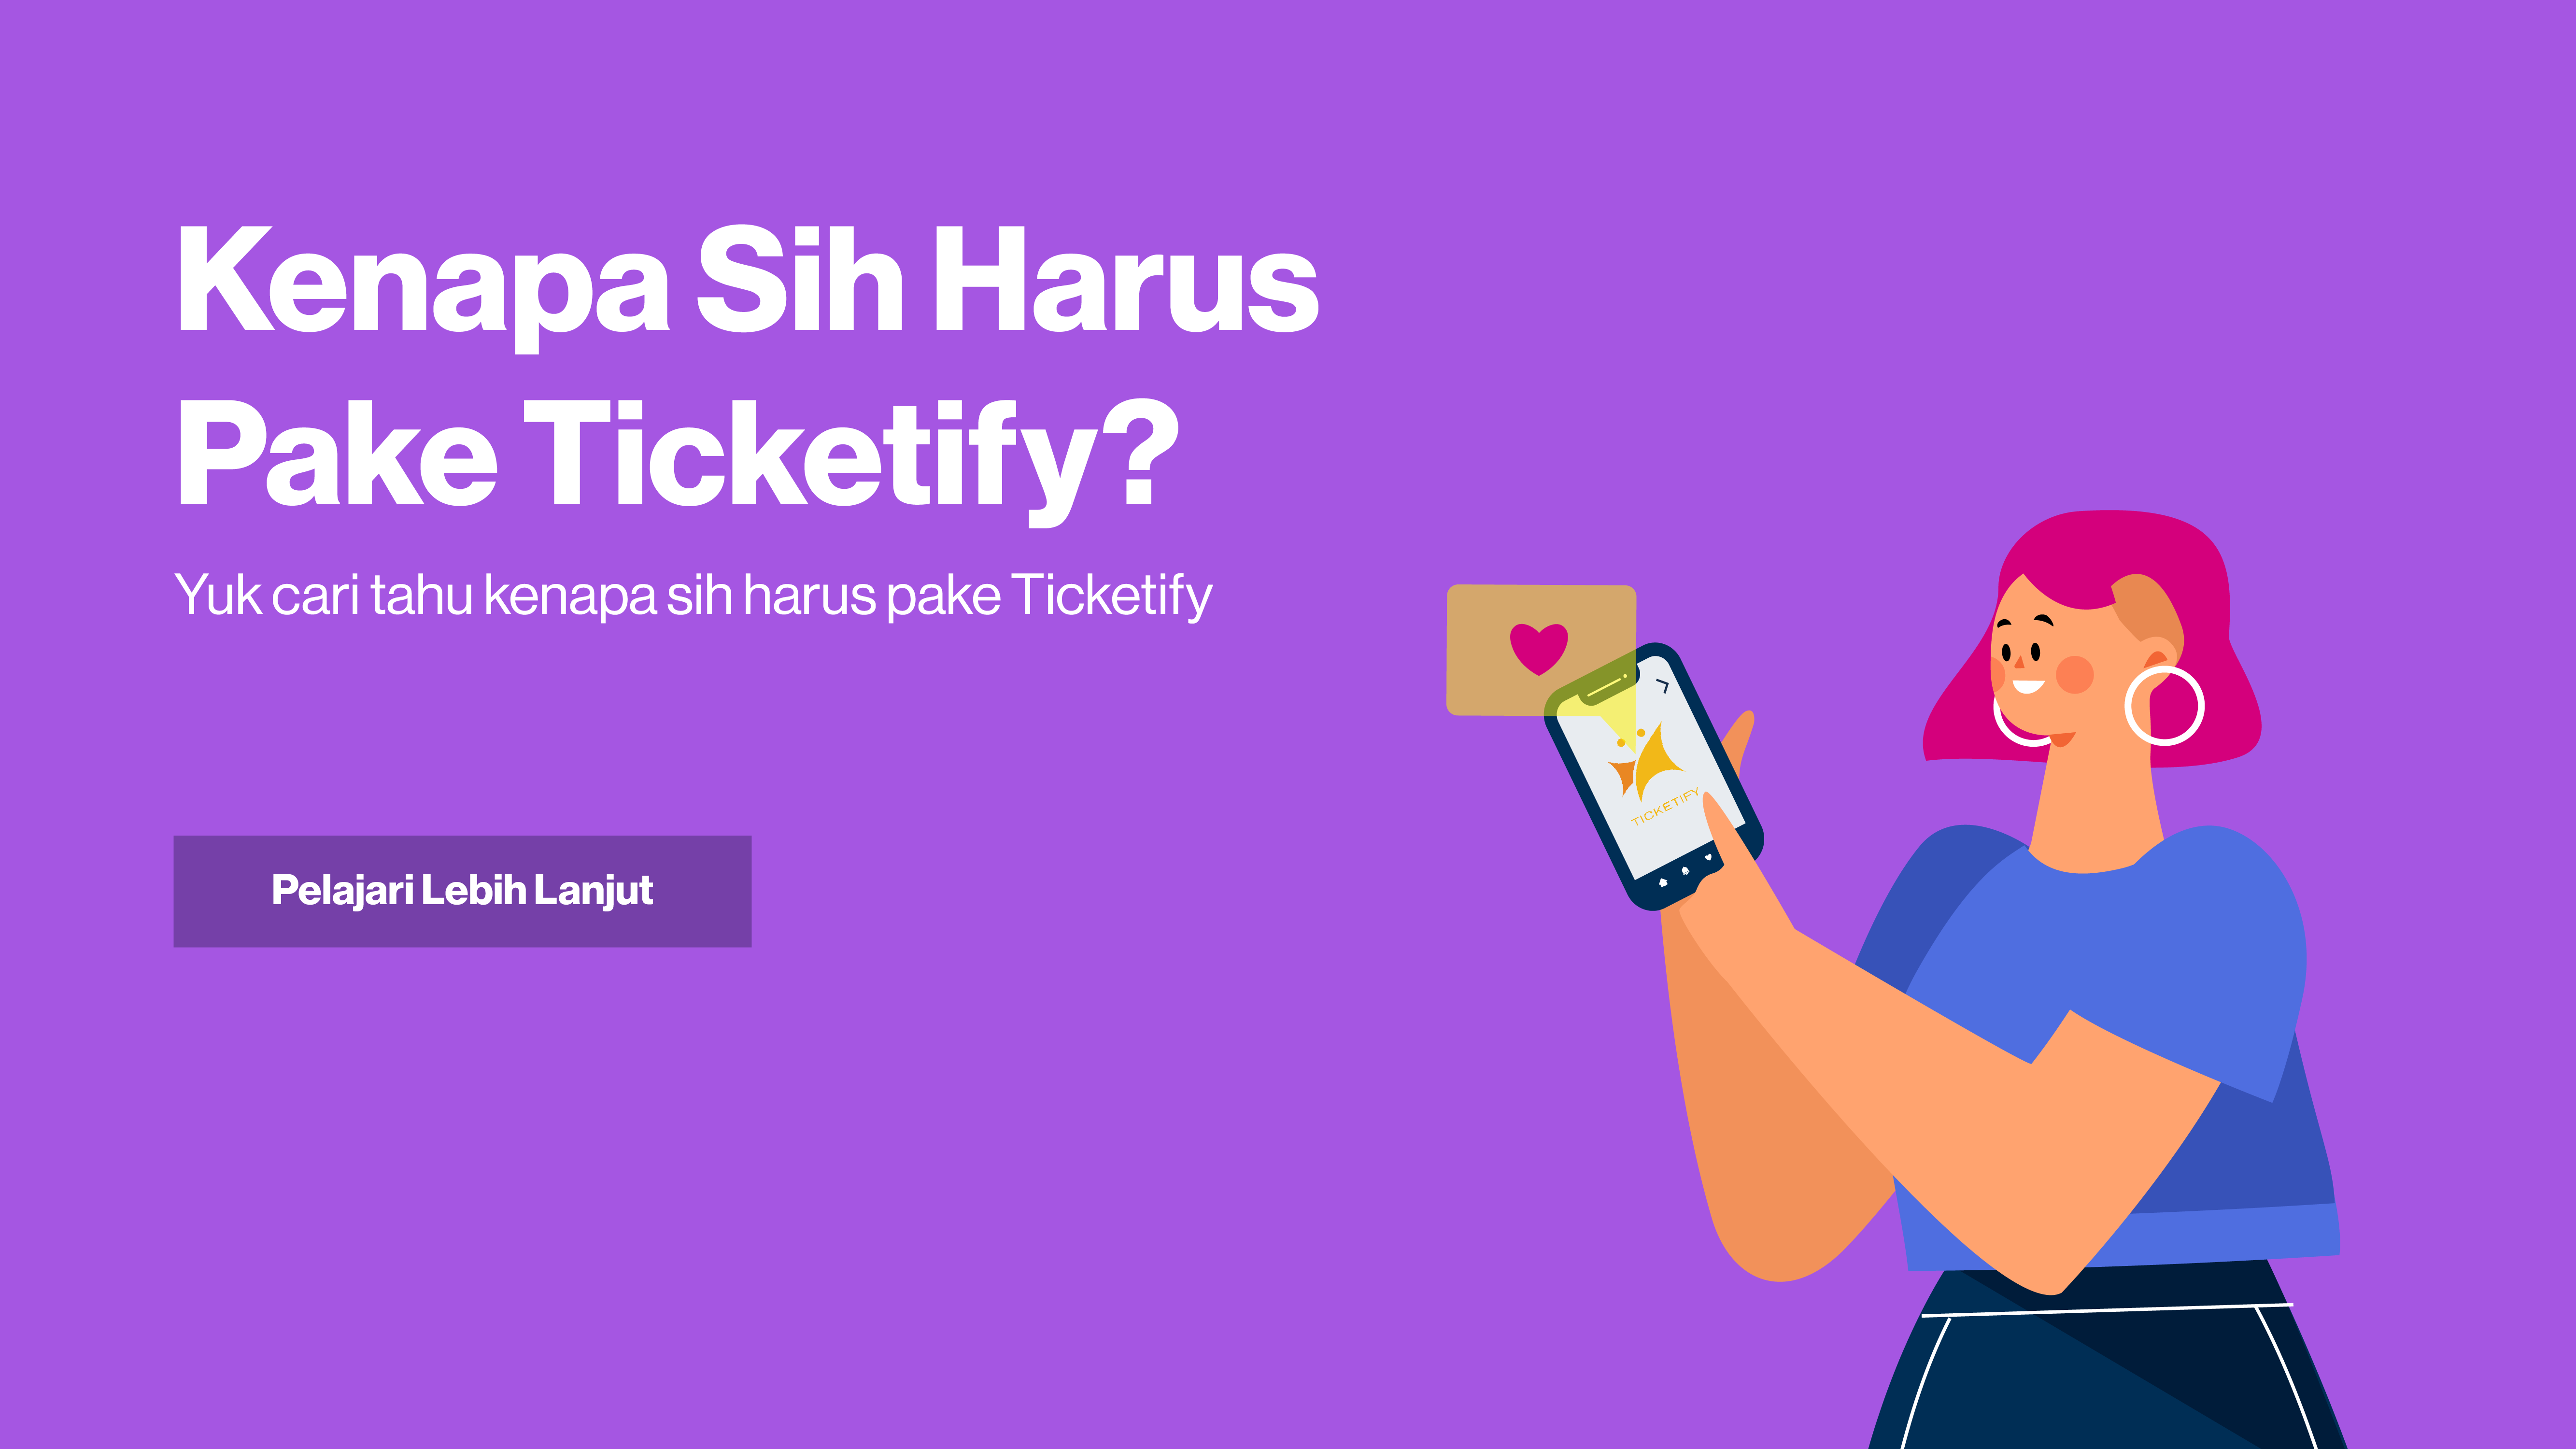 Kenapa Sih Harus
Pake Ticketify?
Yuk cari tahu kenapa sih harus pake Ticketify
TICKETIFY
Pelajari Lebih Lanjut